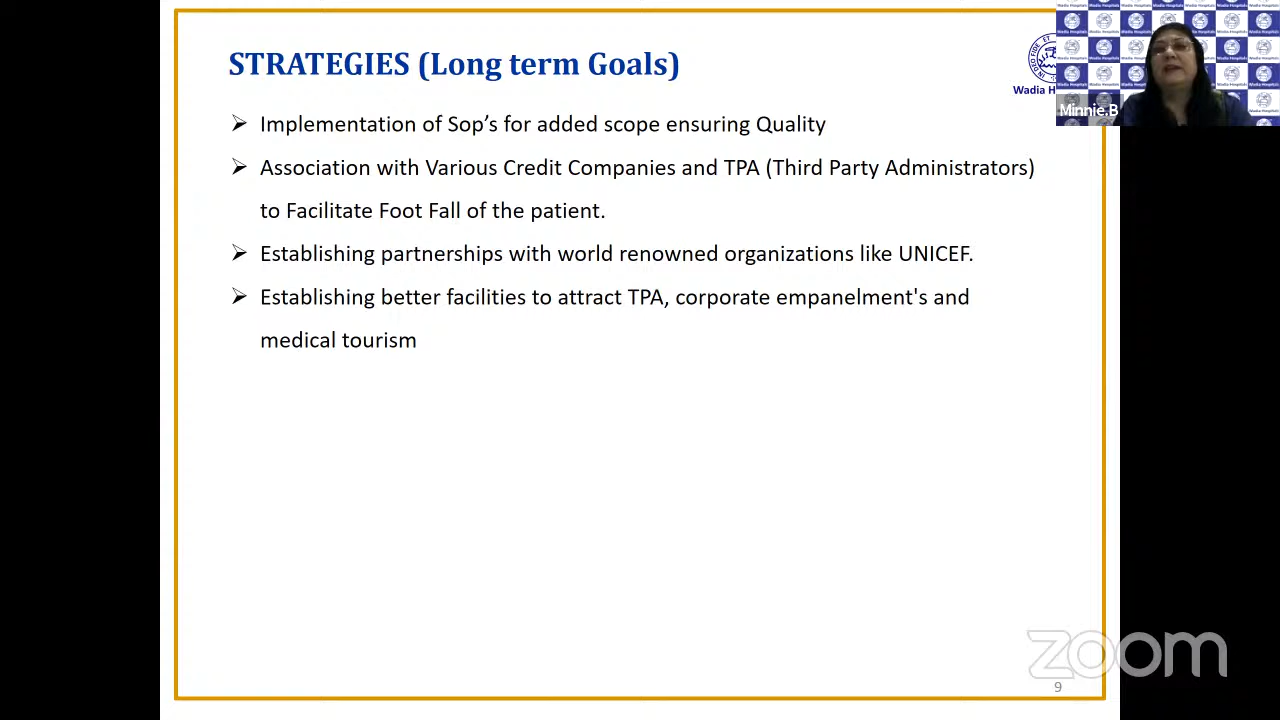 STRATEGIES (Long term Goals)
Wadia H
Minnie.B
➢ Implementation of Sop’s for added scope ensuring Quality
➢ Association with Various Credit Companies and TPA (Third Party Administrators)
to Facilitate Foot Fall of the patient.
➢ Establishing partnerships with world renowned organizations like UNICEF.
➢ Establishing better facilities to attract TPA, corporate empanelment's and
medical tourism
zoom
9